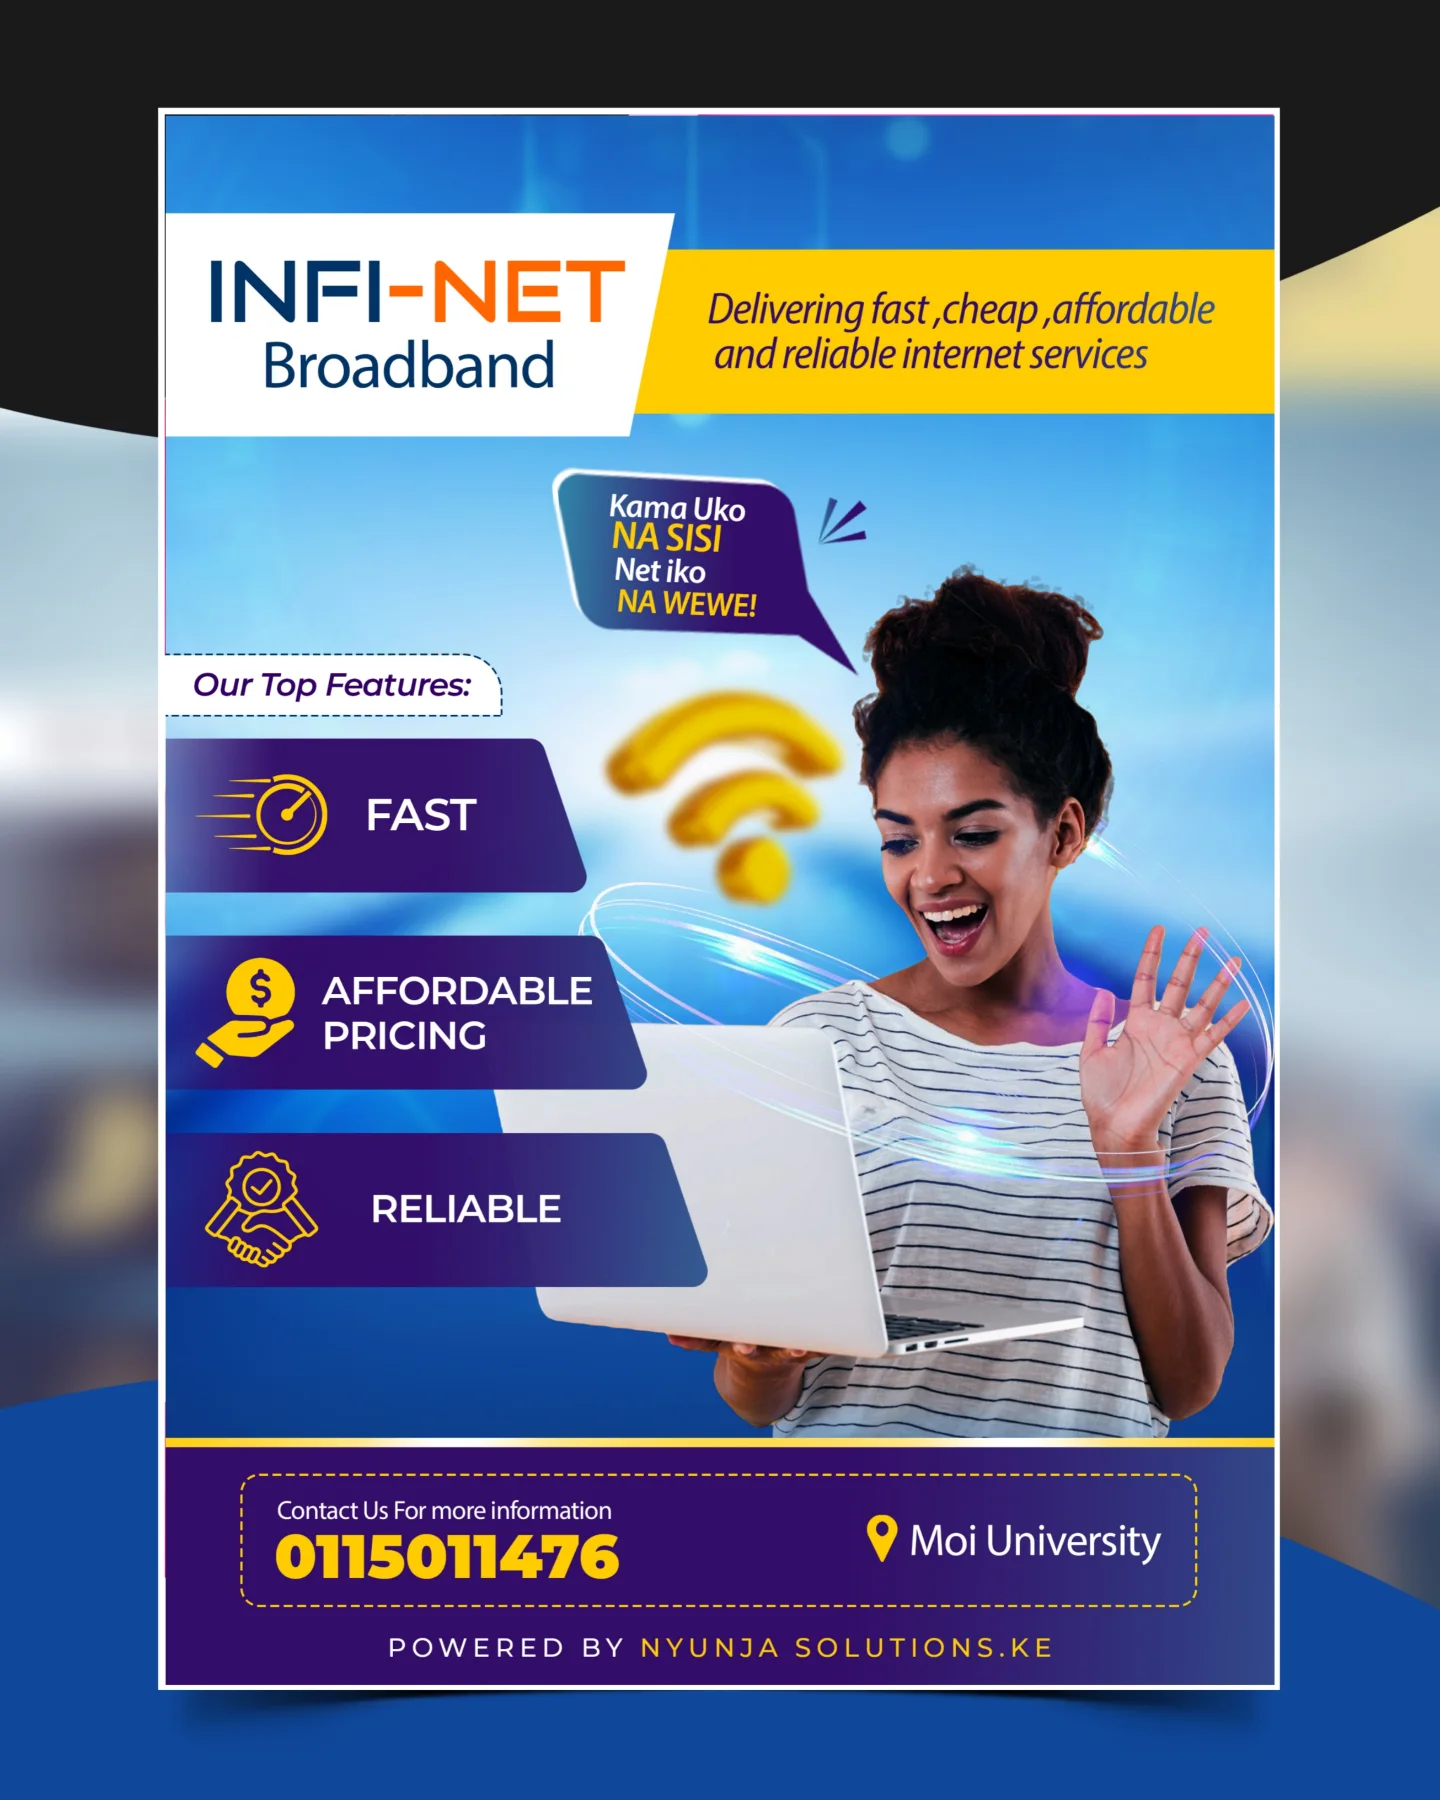 INFI-NET
Broadband
Delivering fast ,cheap ,affordable
and reliable internet services
Kama Uko
NA SISI
Net iko
NA WEWE!
Our Top Features:
FAST
$
AFFORDABLE
PRICING
RELIABLE
Contact Us For more information
0115011476
Moi University
POWERED BY NYUNJA SOLUTIONS.KE